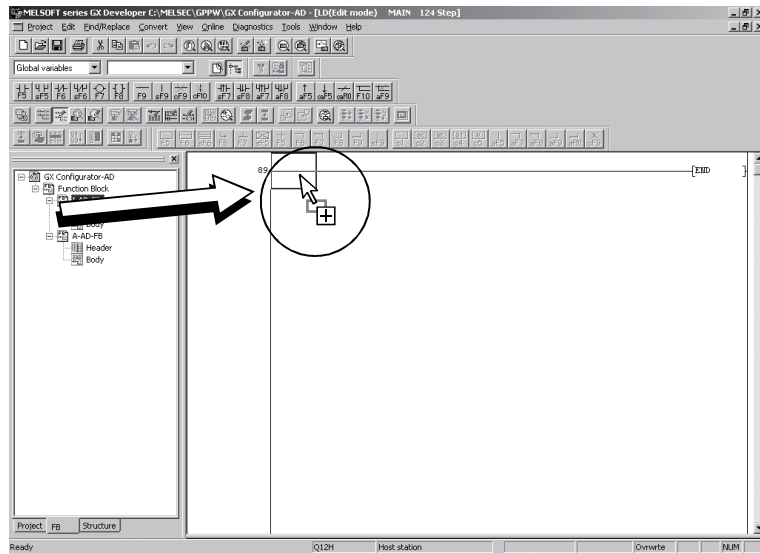 MELSOFT series GX Developer C:\MELSEC\GPPW\GX Configurator-AD - [LD(Edit mode) MAIN 124 Step]
Project Edit Find/Replace Convert View Online Diagnostics Tools Window Help
Global variables
F5 sF5 F6 sF6 F7 F8 F9 sF9 cF9 cF10 sF7 sF8 aF7 aF8 aF5 caF5 caF10 F10 aF9
GX Configurator-AD
Function Block
Body
A-AD-FB
Header
Body
89
[END ]
Project FB Structure
Ready Q12H Host station Ovrwrte NUM